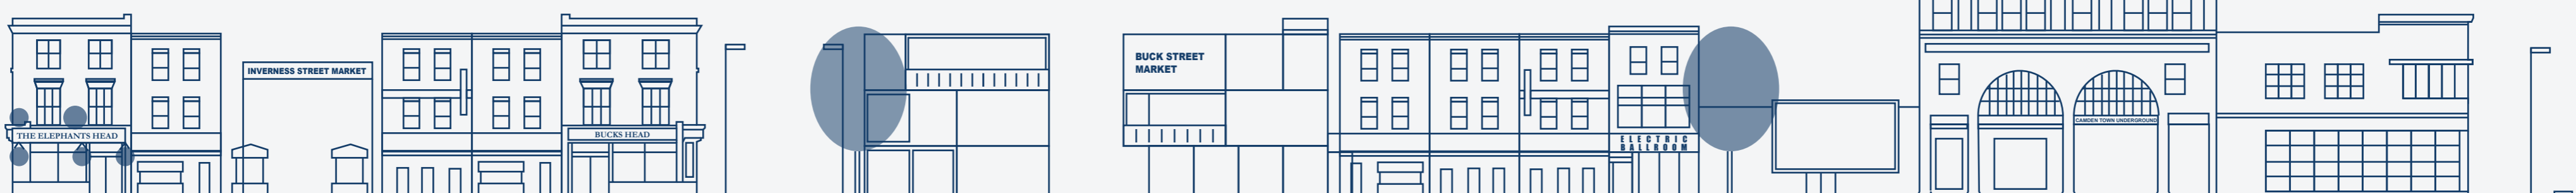 THE ELEPHANTS HEAD
INVERNESS STREET MARKET
BUCKS HEAD
BUCK STREET
MARKET
ELECTRIC
BALLROOM
CAMDEN TOWN UNDERGROUND